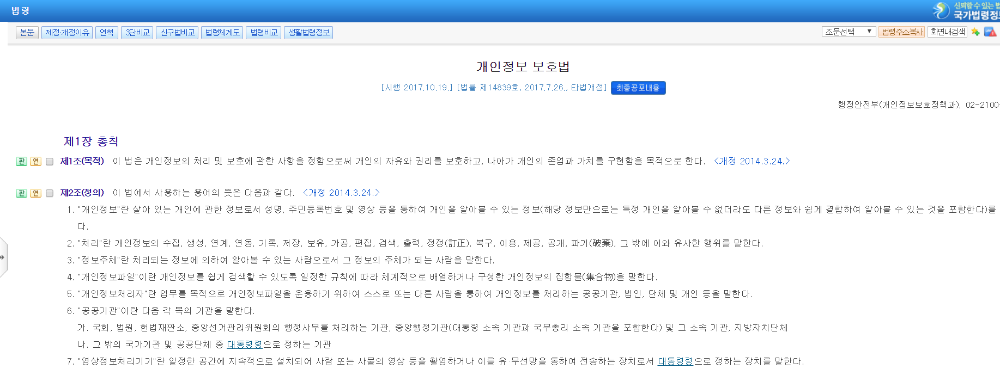 법령
신뢰할 수 있는
국가법령정보
본문 제정·개정이유 연혁 3단비교 신구법비교 법령체계도 법령비교 생활법령정보 조문선택 ▼ 법령주소복사 화면내검색
개인정보 보호법
[시행 2017.10.19.] [법률 제14839호, 2017.7.26., 타법개정] 최종공포내용
행정안전부(개인정보보호정책과), 02-2100-
제1장 총칙
판 연 제1조(목적) 이 법은 개인정보의 처리 및 보호에 관한 사항을 정함으로써 개인의 자유와 권리를 보호하고, 나아가 개인의 존엄과 가치를 구현함을 목적으로 한다. <개정 2014.3.24.>
판 연 제2조(정의) 이 법에서 사용하는 용어의 뜻은 다음과 같다. <개정 2014.3.24.>
1. "개인정보"란 살아 있는 개인에 관한 정보로서 성명, 주민등록번호 및 영상 등을 통하여 개인을 알아볼 수 있는 정보(해당 정보만으로는 특정 개인을 알아볼 수 없더라도 다른 정보와 쉽게 결합하여 알아볼 수 있는 것을 포함한다)를
다.
2. "처리"란 개인정보의 수집, 생성, 연계, 연동, 기록, 저장, 보유, 가공, 편집, 검색, 출력, 정정(訂正), 복구, 이용, 제공, 공개, 파기(破棄), 그 밖에 이와 유사한 행위를 말한다.
3. "정보주체"란 처리되는 정보에 의하여 알아볼 수 있는 사람으로서 그 정보의 주체가 되는 사람을 말한다.
4. "개인정보파일"이란 개인정보를 쉽게 검색할 수 있도록 일정한 규칙에 따라 체계적으로 배열하거나 구성한 개인정보의 집합물(集合物)을 말한다.
5. "개인정보처리자"란 업무를 목적으로 개인정보파일을 운용하기 위하여 스스로 또는 다른 사람을 통하여 개인정보를 처리하는 공공기관, 법인, 단체 및 개인 등을 말한다.
6. "공공기관"이란 다음 각 목의 기관을 말한다.
가. 국회, 법원, 헌법재판소, 중앙선거관리위원회의 행정사무를 처리하는 기관, 중앙행정기관(대통령 소속 기관과 국무총리 소속 기관을 포함한다) 및 그 소속 기관, 지방자치단체
나. 그 밖의 국가기관 및 공공단체 중 대통령령으로 정하는 기관
7. "영상정보처리기기"란 일정한 공간에 지속적으로 설치되어 사람 또는 사물의 영상 등을 촬영하거나 이를 유·무선망을 통하여 전송하는 장치로서 대통령령으로 정하는 장치를 말한다.